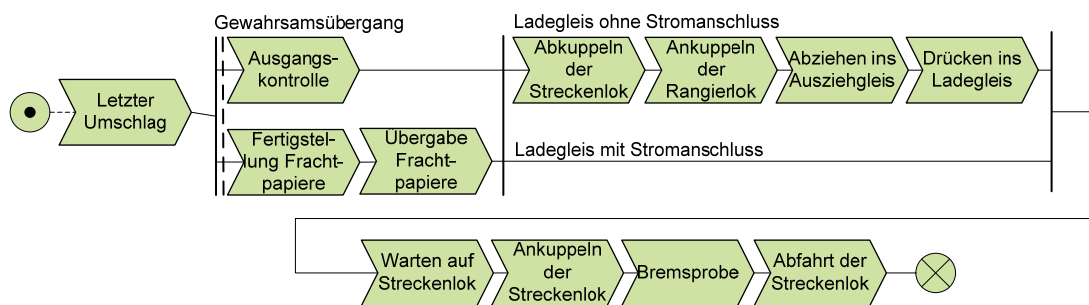 Gewahrsamsübergang
Ladegleis ohne Stromanschluss
Letzter
Umschlag
Ausgangs-
kontrolle
Abkuppeln
der
Streckenlok
Ankuppeln
der
Rangierlok
Abziehen ins
Ausziehgleis
Drücken ins
Ladegleis
Fertigstel-
lung Fracht-
papiere
Übergabe
Fracht-
papiere
Ladegleis mit Stromanschluss
Warten auf
Streckenlok
Ankuppeln
der
Streckenlok
Bremsprobe
Abfahrt der
Streckenlok